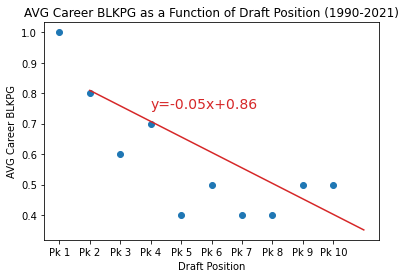 AVG Career BLKPG as a Function of Draft Position (1990-2021)
1.0
0.9
0.8
0.7
0.6
0.5
0.4
AVG Career BLKPG
y=-0.05x+0.86
Pk 1 Pk 2 Pk 3 Pk 4 Pk 5 Pk 6 Pk 7 Pk 8 Pk 9 Pk 10
Draft Position